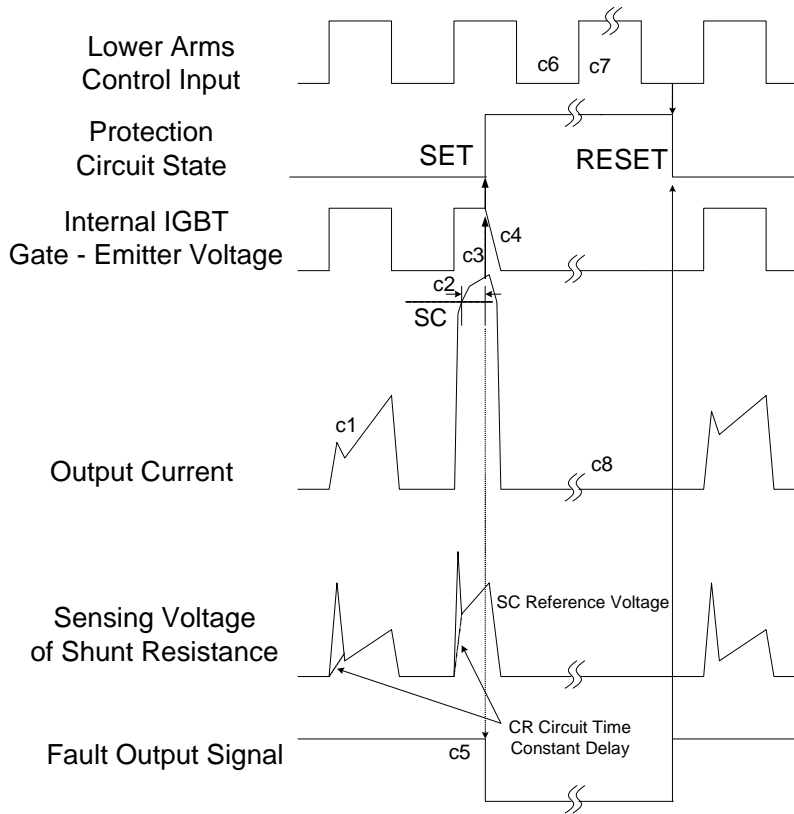 Lower Arms
Control Input
c6
c7
Protection
Circuit State
SET
RESET
Internal IGBT
Gate - Emitter Voltage
c3
c4
c2
SC
c1
Output Current
c8
Sensing Voltage
of Shunt Resistance
SC Reference Voltage
CR Circuit Time
Constant Delay
Fault Output Signal
c5